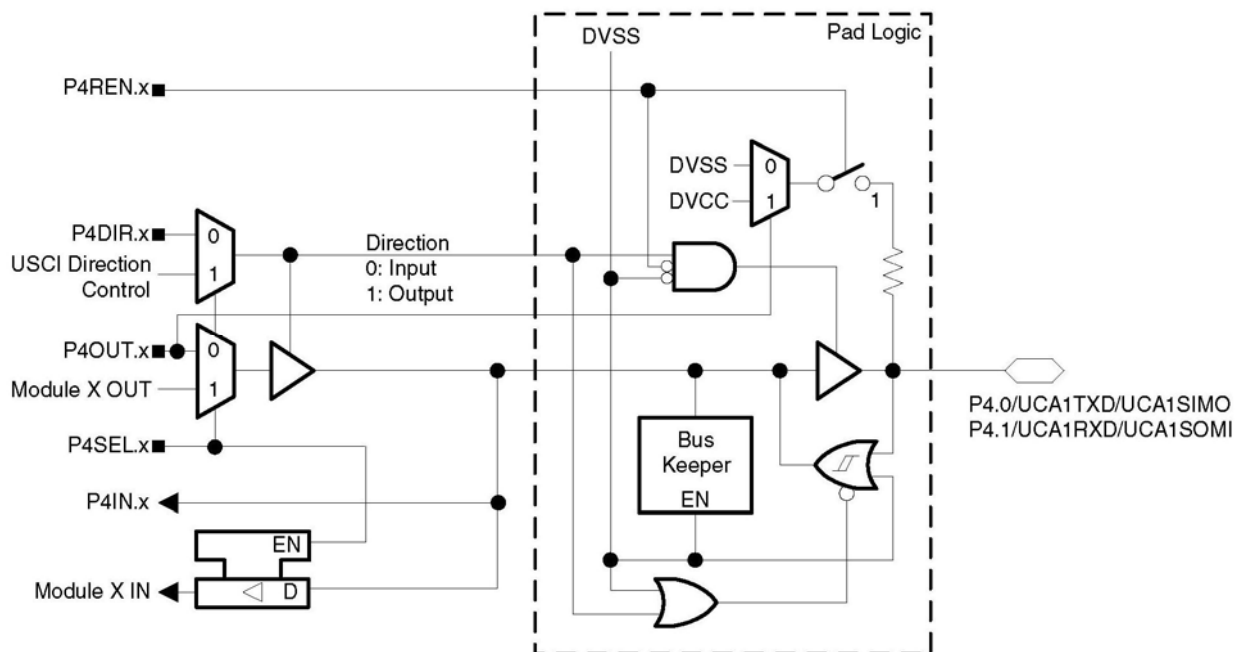 Pad Logic
DVSS
P4REN.x
DVSS
0
DVCC
1
1
P4DIR.x
0
USCI Direction
Control
1
Direction
0: Input
1: Output
P4OUT.x
0
Module X OUT
1
P4SEL.x
Bus
Keeper
EN
P4.0/UCA1TXD/UCA1SIMO
P4.1/UCA1RXD/UCA1SOMI
P4IN.x
EN
Module X IN
D